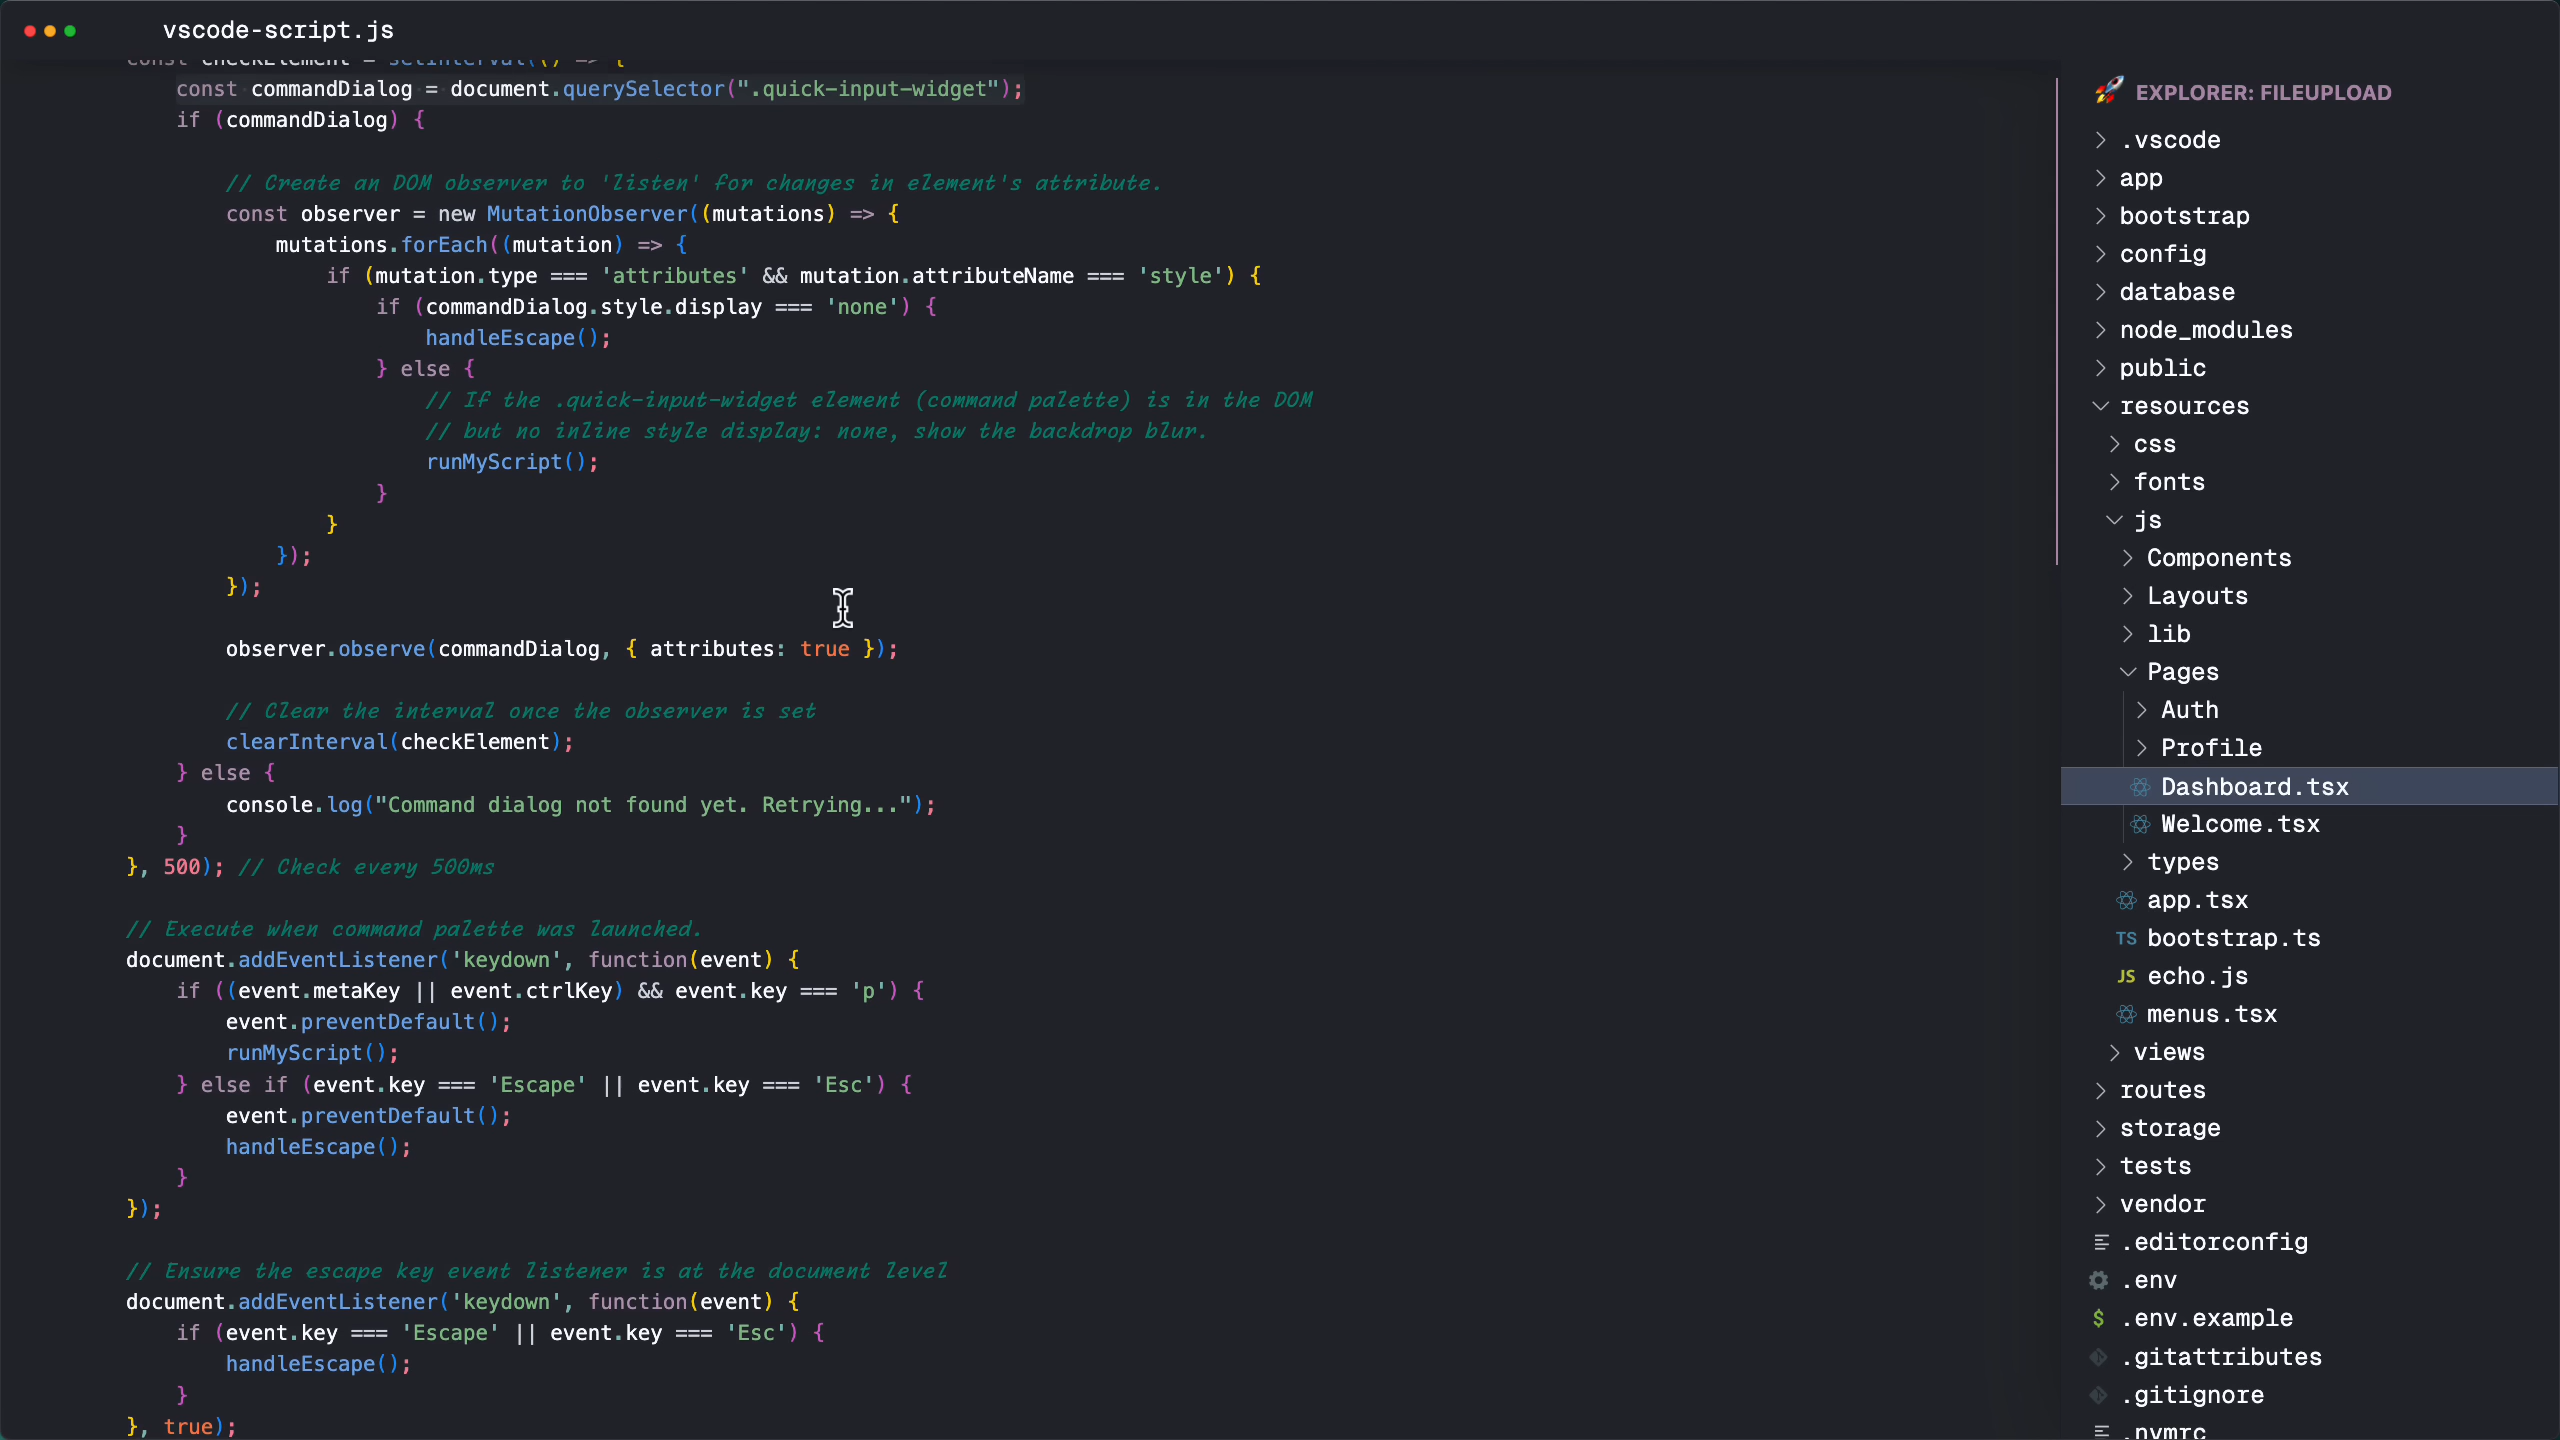 vscode-script.js
const checkElement = setInterval(() => {
const commandDialog = document.querySelector(".quick-input-widget");
if (commandDialog) {
// Create an DOM observer to 'listen' for changes in element's attribute.
const observer = new MutationObserver((mutations) => {
mutations.forEach((mutation) => {
if (mutation.type === 'attributes' && mutation.attributeName === 'style') {
if (commandDialog.style.display === 'none') {
handleEscape();
} else {
// If the .quick-input-widget element (command palette) is in the DOM
// but no inline style display: none, show the backdrop blur.
runMyScript();
}
}
});
});
observer.observe(commandDialog, { attributes: true });
// Clear the interval once the observer is set
clearInterval(checkElement);
} else {
console.log("Command dialog not found yet. Retrying...");
}
}, 500); // Check every 500ms
// Execute when command palette was launched.
document.addEventListener('keydown', function(event) {
if ((event.metaKey || event.ctrlKey) && event.key === 'p') {
event.preventDefault();
runMyScript();
} else if (event.key === 'Escape' || event.key === 'Esc') {
event.preventDefault();
handleEscape();
}
});
// Ensure the escape key event listener is at the document level
document.addEventListener('keydown', function(event) {
if (event.key === 'Escape' || event.key === 'Esc') {
handleEscape();
}
}, true);
EXPLORER: FILEUPLOAD
.vscode
app
bootstrap
config
database
node_modules
public
resources
css
fonts
js
Components
Layouts
lib
Pages
Auth
Profile
Dashboard.tsx
Welcome.tsx
types
app.tsx
TS bootstrap.ts
JS echo.js
menus.tsx
views
routes
storage
tests
vendor
.editorconfig
.env
$ .env.example
.gitattributes
.gitignore
.nvmrc